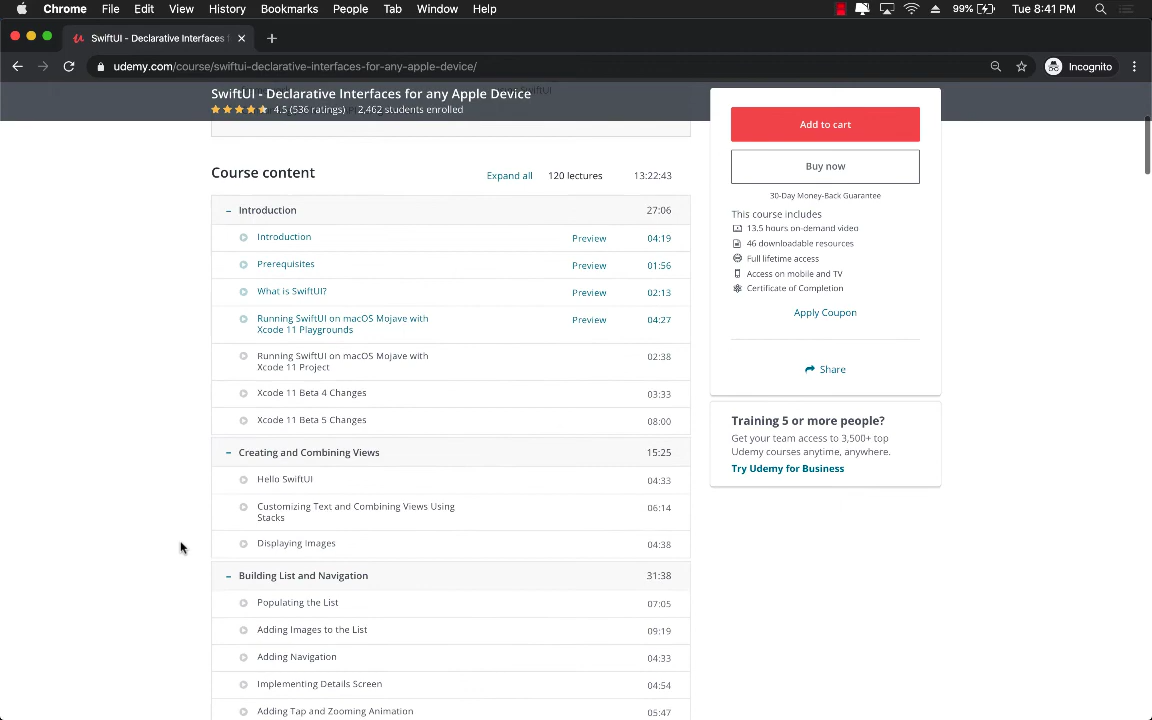 Chrome File Edit View History Bookmarks People Tab Window Help 99% Tue 8:41 PM
SwiftUI - Declarative Interfaces f
udemy.com/course/swiftui-declarative-interfaces-for-any-apple-device/ Incognito
SwiftUI - Declarative Interfaces for any Apple Device
4.5 (536 ratings) 2,462 students enrolled
Add to cart
Buy now
30-Day Money-Back Guarantee
This course includes
13.5 hours on-demand video
46 downloadable resources
Full lifetime access
Access on mobile and TV
Certificate of Completion
Apply Coupon
Share
Training 5 or more people?
Get your team access to 3,500+ top
Udemy courses anytime, anywhere.
Try Udemy for Business
Course content Expand all 120 lectures 13:22:43
Introduction 27:06
Introduction Preview 04:19
Prerequisites Preview 01:56
What is SwiftUI? Preview 02:13
Running SwiftUI on macOS Mojave with
Xcode 11 Playgrounds Preview 04:27
Running SwiftUI on macOS Mojave with
Xcode 11 Project 02:38
Xcode 11 Beta 4 Changes 03:33
Xcode 11 Beta 5 Changes 08:00
Creating and Combining Views 15:25
Hello SwiftUI 04:33
Customizing Text and Combining Views Using
Stacks 06:14
Displaying Images 04:38
Building List and Navigation 31:38
Populating the List 07:05
Adding Images to the List 09:19
Adding Navigation 04:33
Implementing Details Screen 04:54
Adding Tap and Zooming Animation 05:47